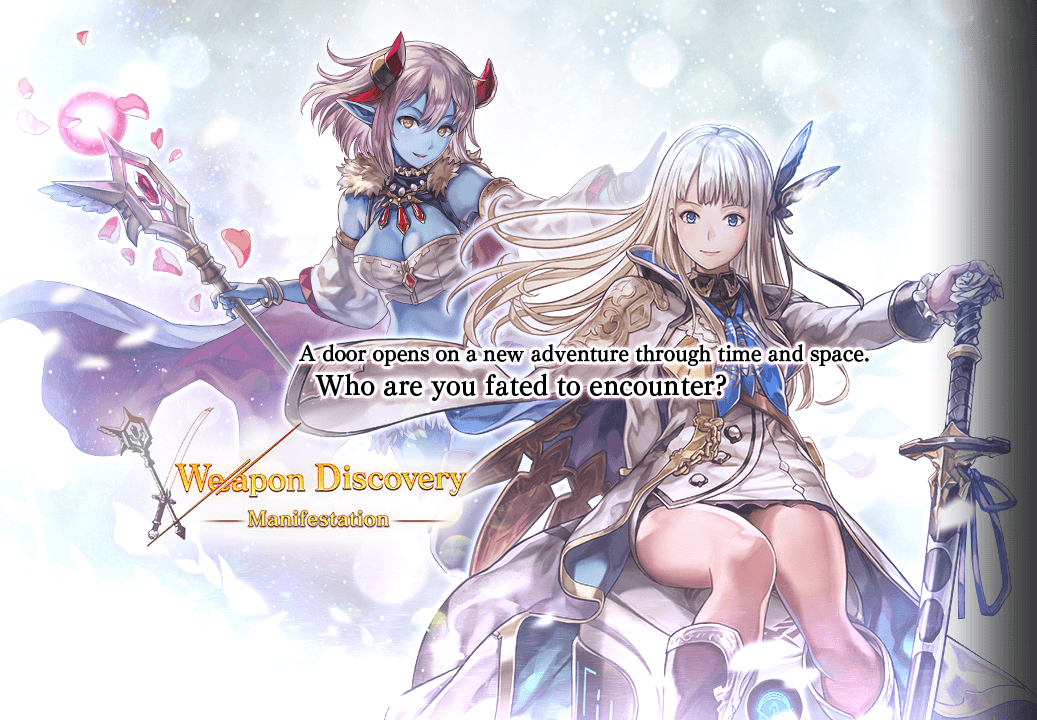 A door opens on a new adventure through time and space.
Who are you fated to encounter?
Weapon Discovery
Manifestation